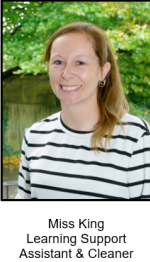 Miss King
Learning Support
Assistant & Cleaner